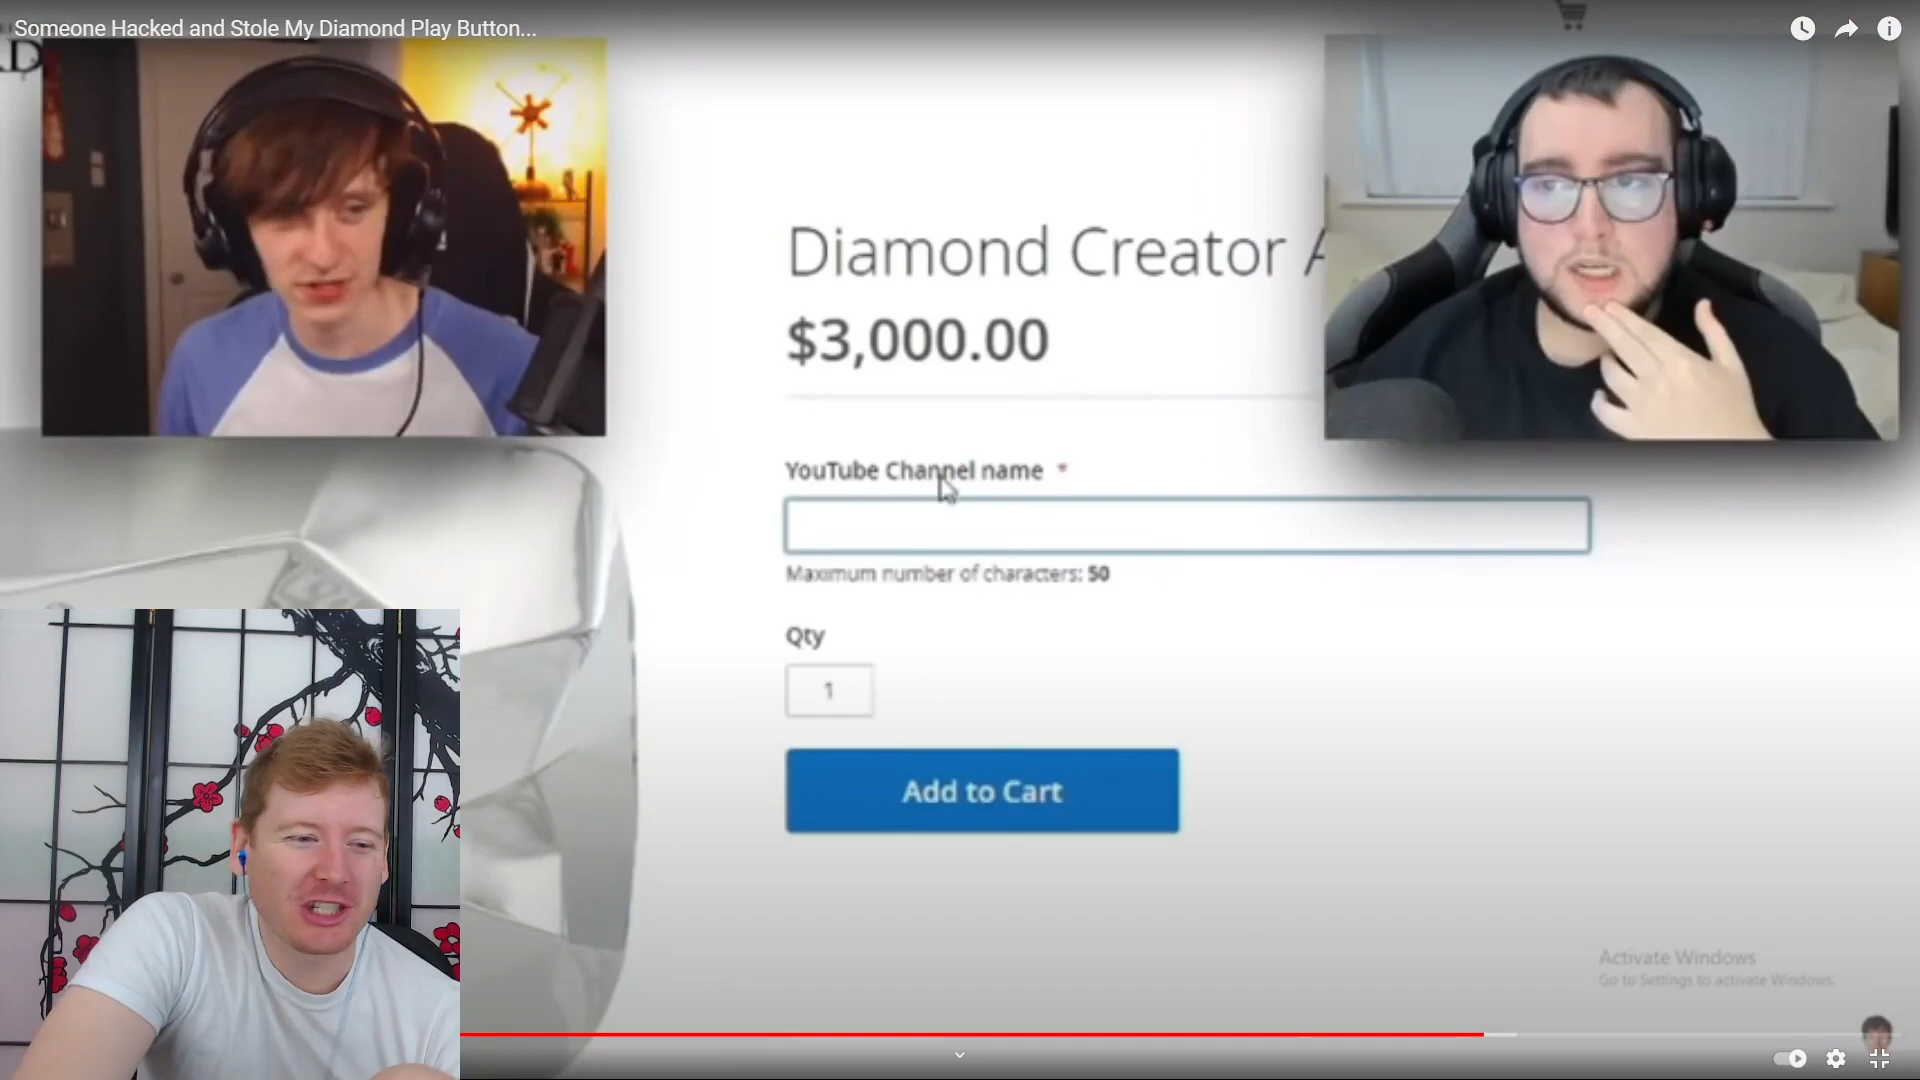 Someone Hacked and Stole My Diamond Play Button...
Diamond Creator A
$3,000.00
YouTube Channel name *
Maximum number of characters: 50
Qty
1
Add to Cart
Activate Windows
Go to Settings to activate Windows.